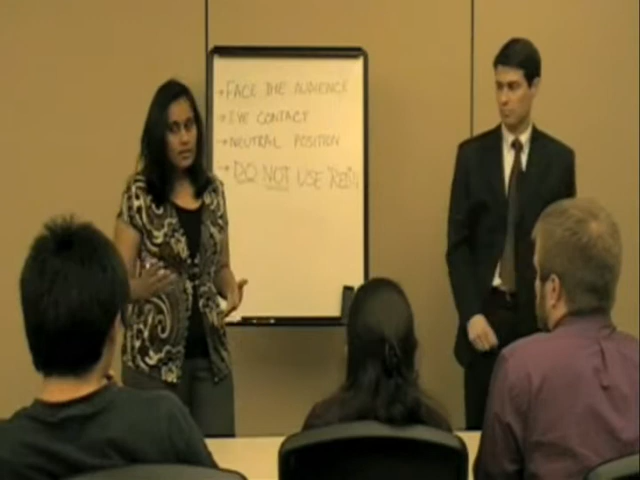 → FACE THE AUDIENCE
→ EYE CONTACT
→ NEUTRAL POSITION
→ DO NOT USE